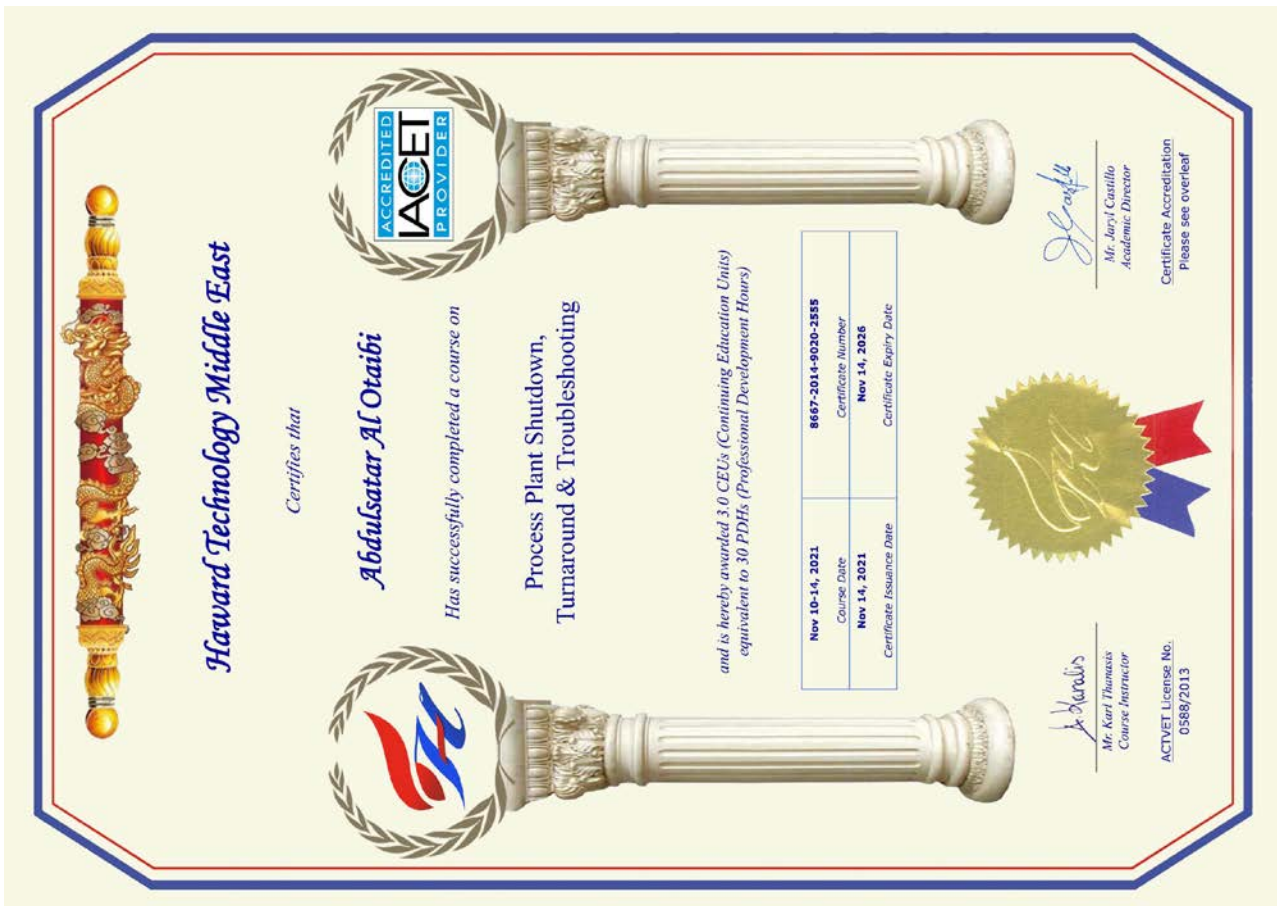 Haward Technology Middle East
Certifies that
Abdulsatar Al Otaibi
ACCREDITED
IACET
PROVIDER
Has successfully completed a course on
Process Plant Shutdown,
Turnaround & Troubleshooting
and is hereby awarded 3.0 CEUs (Continuing Education Units)
equivalent to 30 PDHs (Professional Development Hours)
Nov 10-14, 2021
Course Date
8667-2014-9020-2555
Certificate Number
Nov 14, 2021
Certificate Issuance Date
Nov 14, 2026
Certificate Expiry Date
Mr. Karl Thanasis
Course Instructor
ACTVET License No.
0588/2013
Mr. Jaryl Castillo
Academic Director
Certificate Accreditation
Please see overleaf